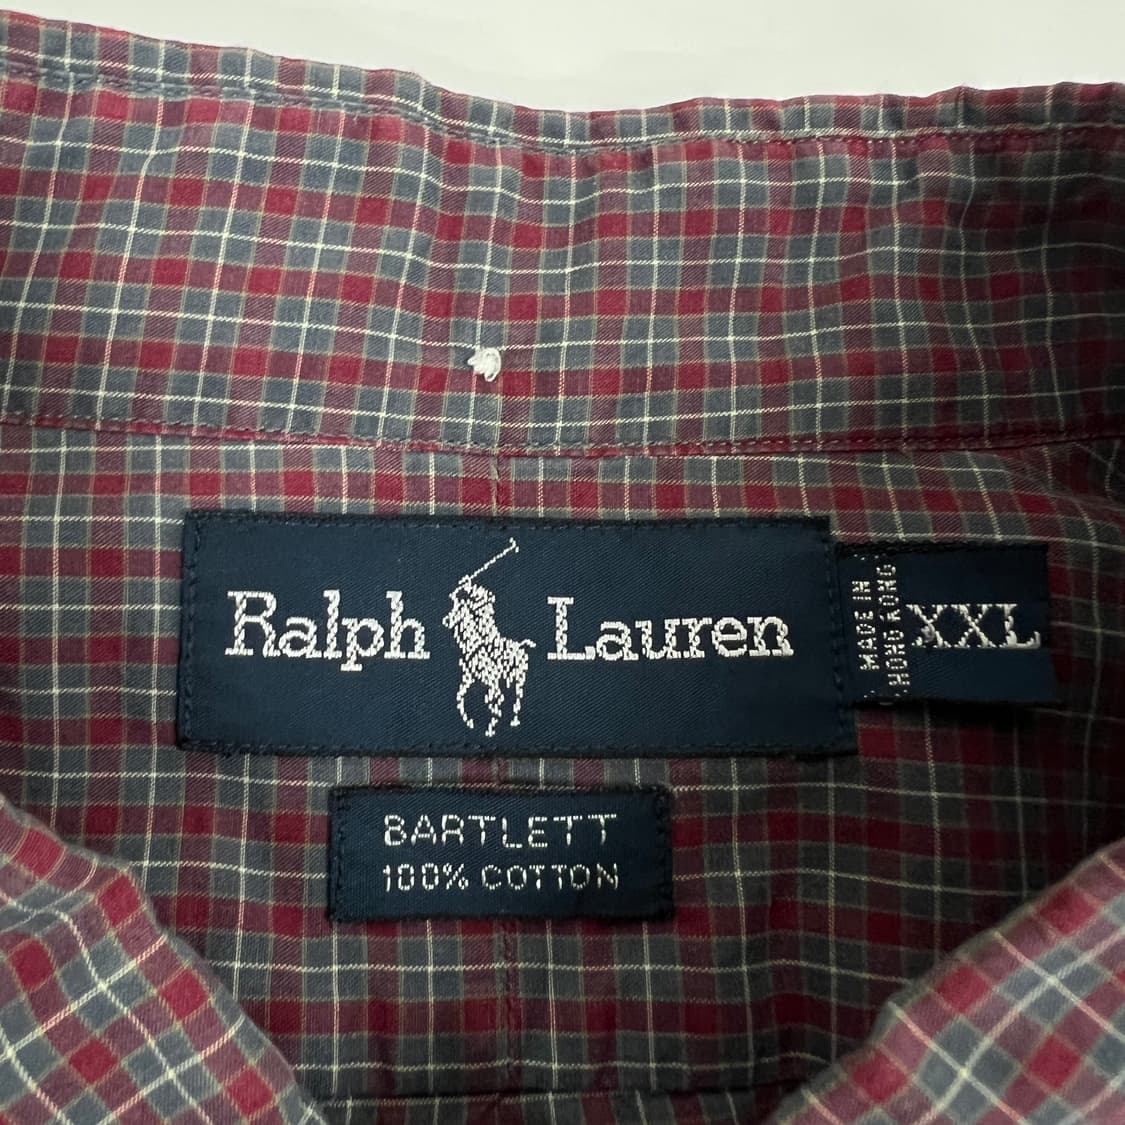 Ralph Lauren
MADE IN
HONG KONG
XXL
BARTLETT
100% COTTON